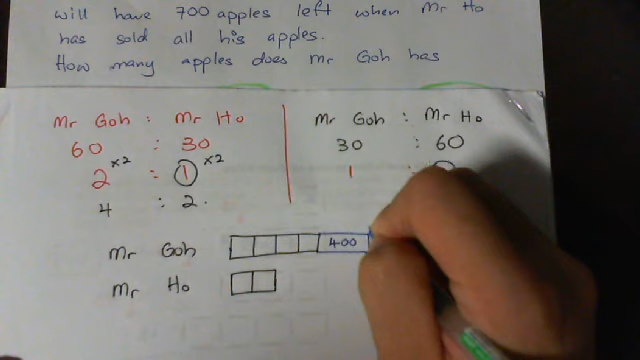 will have 700 apples left when Mr Ho
has sold all his apples.
How many apples does Mr Goh has
Mr Goh : Mr Ho
60 : 30
2 x2 : 1 x2
4 : 2.
Mr Goh : Mr Ho
30 : 60
1 :
Mr Goh 400
Mr Ho